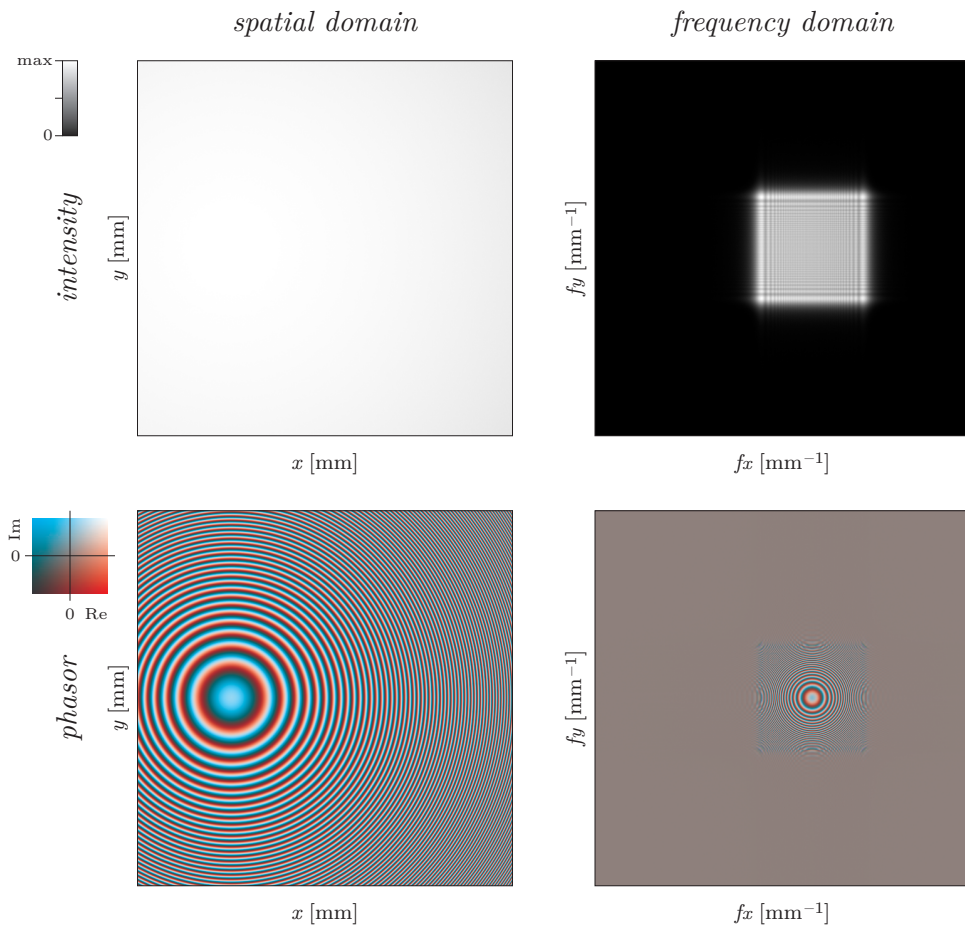 spatial domain
frequency domain
max
0
intensity
y [mm]
fy [mm⁻¹]
x [mm]
fx [mm⁻¹]
Im
0
0 Re
phasor
y [mm]
fy [mm⁻¹]
x [mm]
fx [mm⁻¹]